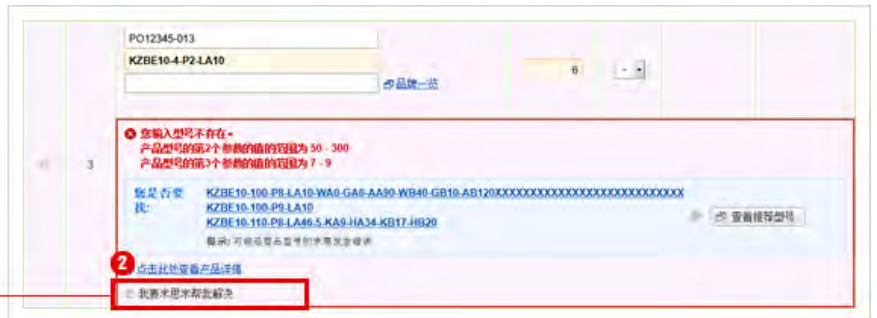 PO12345-013
KZBE10-4-P2-LA10
6
-
品牌一览
3
您输入型号不存在。
产品型号的第2个参数的值的范围为 50 - 300
产品型号的第3个参数的值的范围为 7 - 9
您是否要找:
KZBE10-100-P8-LA10-WA0-GA6-AA90-WB40-GB10-AB120XXXXXXXXXXXXXXXXXXXXXXXXXXX
KZBE10-100-P9-LA10
KZBE10-110-P8-LA46.5-KA9-HA34-KB17-HB20
查看推荐型号
2
点击此处查看产品详情
我要米思米帮我解决